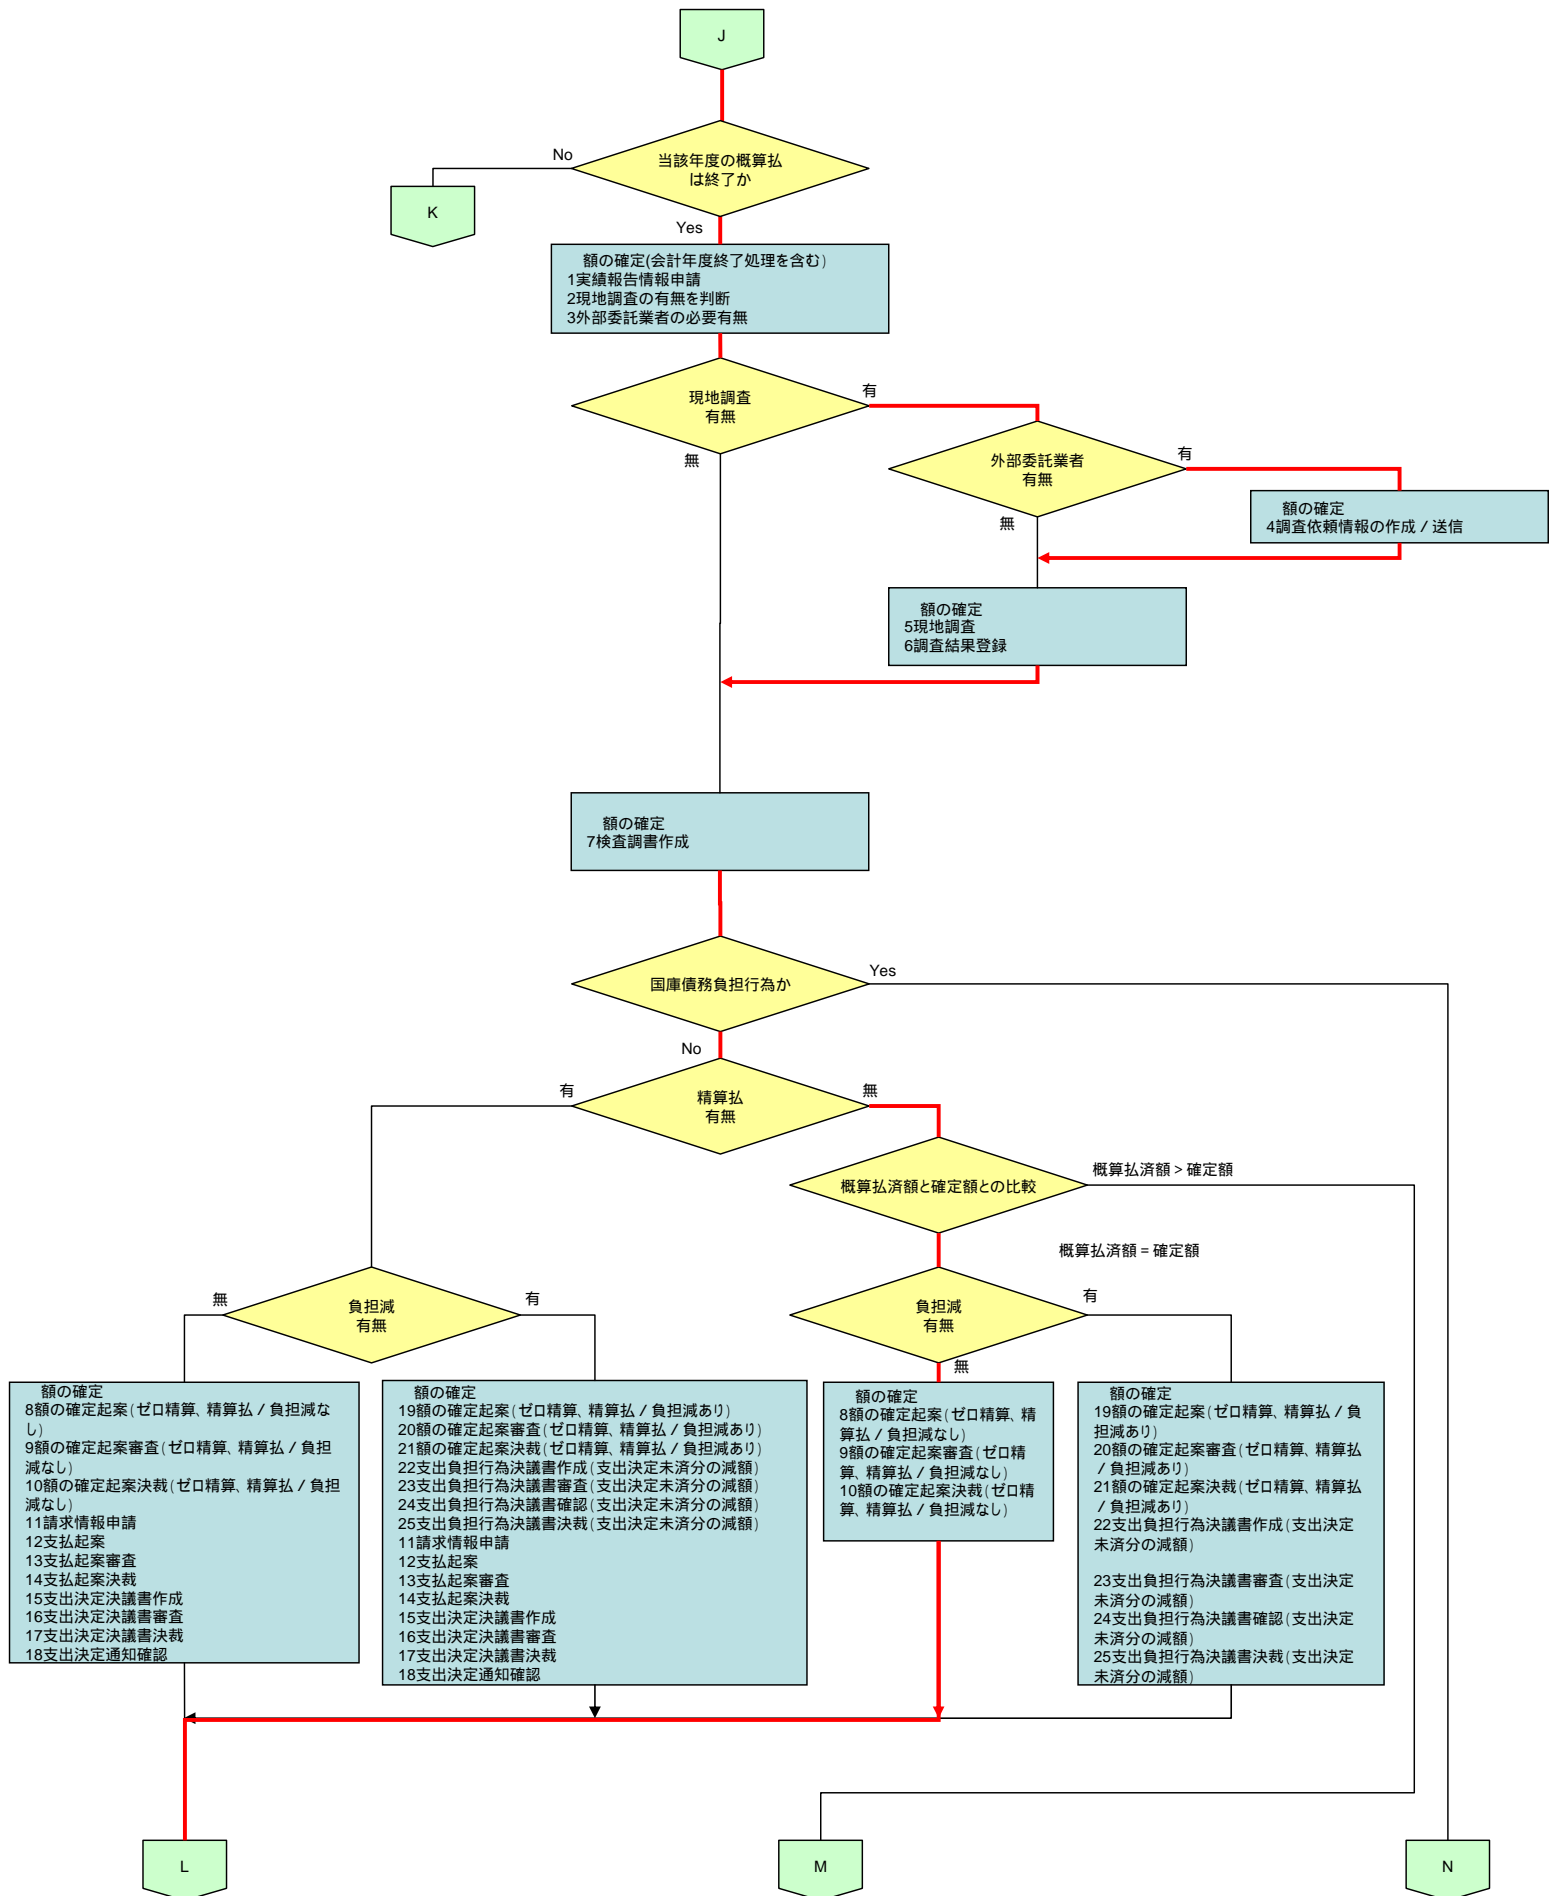 J
No
当該年度の概算払
は終了か
K
Yes
額の確定(会計年度終了処理を含む)
1実績報告情報申請
2現地調査の有無を判断
3外部委託業者の必要有無
現地調査
有無
有
無
外部委託業者
有無
有
無
額の確定
4調査依頼情報の作成/送信
額の確定
5現地調査
6調査結果登録
額の確定
7検査調書作成
国庫債務負担行為か
Yes
No
精算払
有無
有
無
概算払済額と確定額との比較
概算払済額>確定額
概算払済額=確定額
負担減
有無
無
有
負担減
有無
有
無
額の確定
8額の確定起案(ゼロ精算、精算払/負担減な
し)
9額の確定起案審査(ゼロ精算、精算払/負担
減なし)
10額の確定起案決裁(ゼロ精算、精算払/負担
減なし)
11請求情報申請
12支払起案
13支払起案審査
14支払起案決裁
15支出決定決議書作成
16支出決定決議書審査
17支出決定決議書決裁
18支出決定通知確認
額の確定
19額の確定起案(ゼロ精算、精算払/負担減あり)
20額の確定起案審査(ゼロ精算、精算払/負担減あり)
21額の確定起案決裁(ゼロ精算、精算払/負担減あり)
22支出負担行為決議書作成(支出決定未済分の減額)
23支出負担行為決議書審査(支出決定未済分の減額)
24支出負担行為決議書確認(支出決定未済分の減額)
25支出負担行為決議書決裁(支出決定未済分の減額)
11請求情報申請
12支払起案
13支払起案審査
14支払起案決裁
15支出決定決議書作成
16支出決定決議書審査
17支出決定決議書決裁
18支出決定通知確認
額の確定
8額の確定起案(ゼロ精算、精
算払/負担減なし)
9額の確定起案審査(ゼロ精
算、精算払/負担減なし)
10額の確定起案決裁(ゼロ精
算、精算払/負担減なし)
額の確定
19額の確定起案(ゼロ精算、精算払/負
担減あり)
20額の確定起案審査(ゼロ精算、精算払
/負担減あり)
21額の確定起案決裁(ゼロ精算、精算払
/負担減あり)
22支出負担行為決議書作成(支出決定
未済分の減額)
23支出負担行為決議書審査(支出決定
未済分の減額)
24支出負担行為決議書確認(支出決定
未済分の減額)
25支出負担行為決議書決裁(支出決定
未済分の減額)
L
M
N